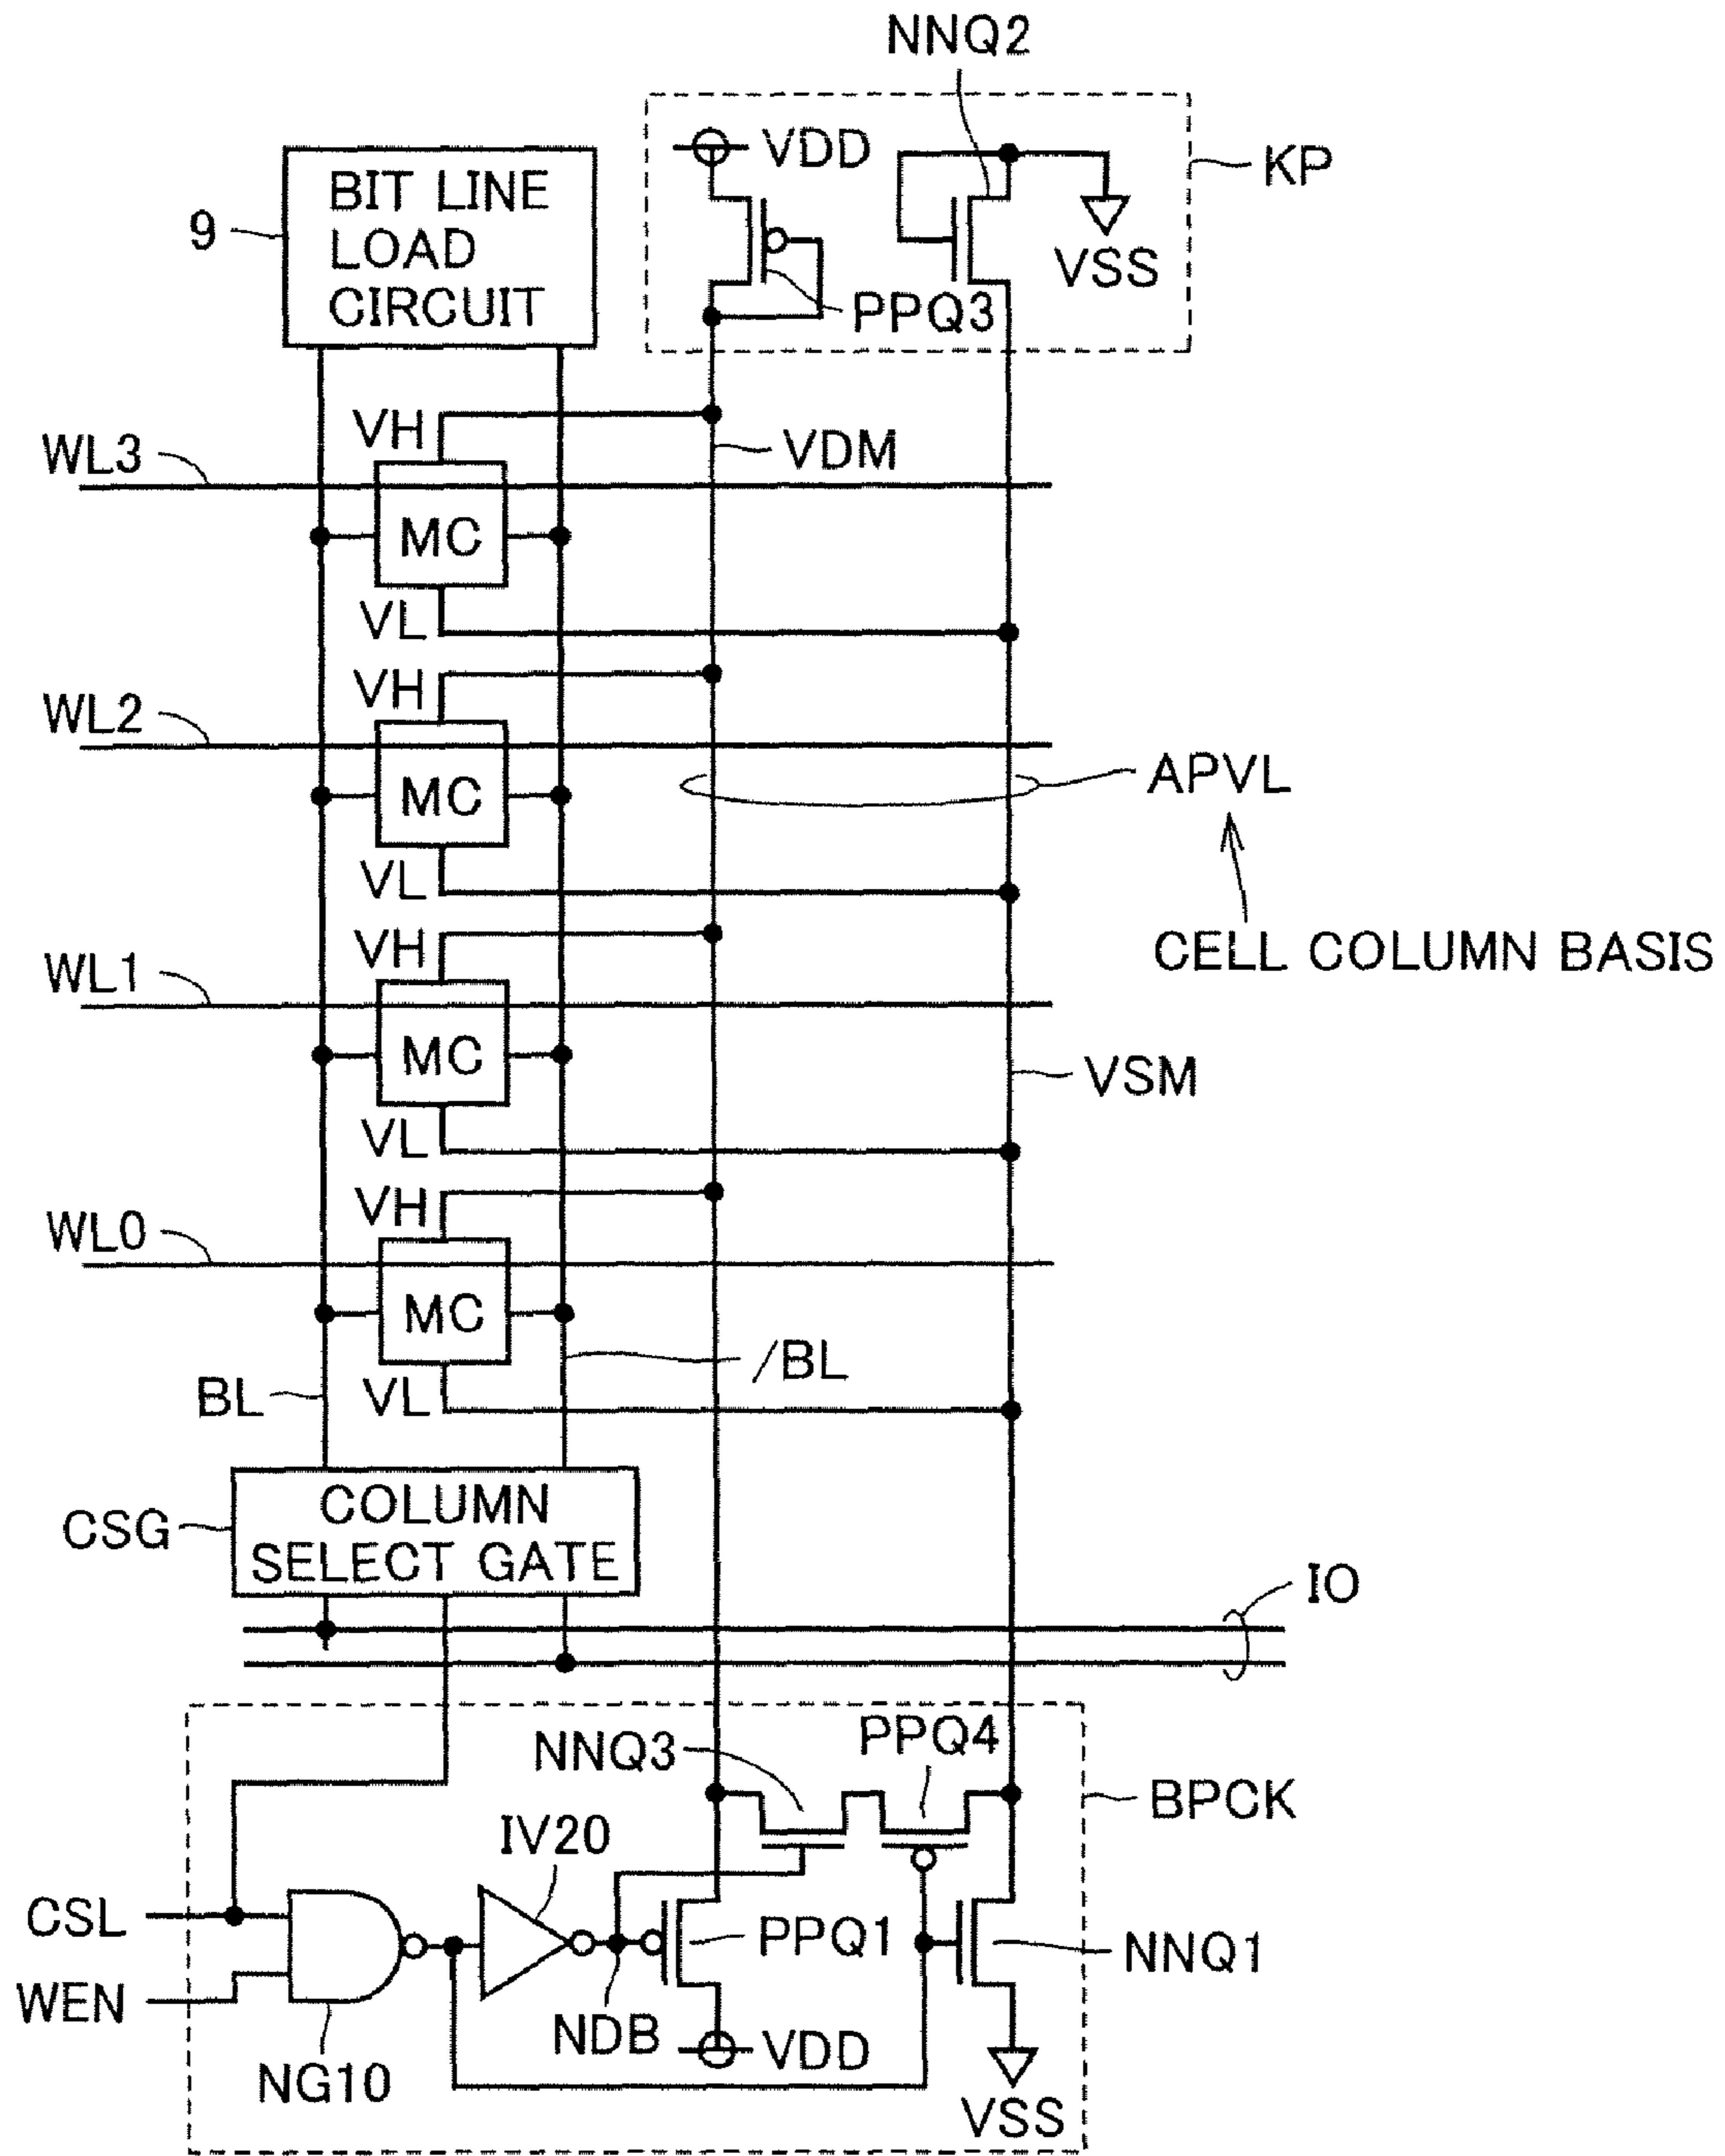 NNQ2
VDD
KP
BIT LINE
LOAD
CIRCUIT
9
VSS
PPQ3
VH
WL3
VDM
MC
VL
VH
WL2
MC
APVL
VL
CELL COLUMN BASIS
VH
WL1
MC
VSM
VL
VH
WL0
MC
/BL
BL
VL
COLUMN
SELECT GATE
CSG
IO
PPQ4
NNQ3
BPCK
IV20
CSL
PPQ1
NNQ1
WEN
NDB
VDD
NG10
VSS